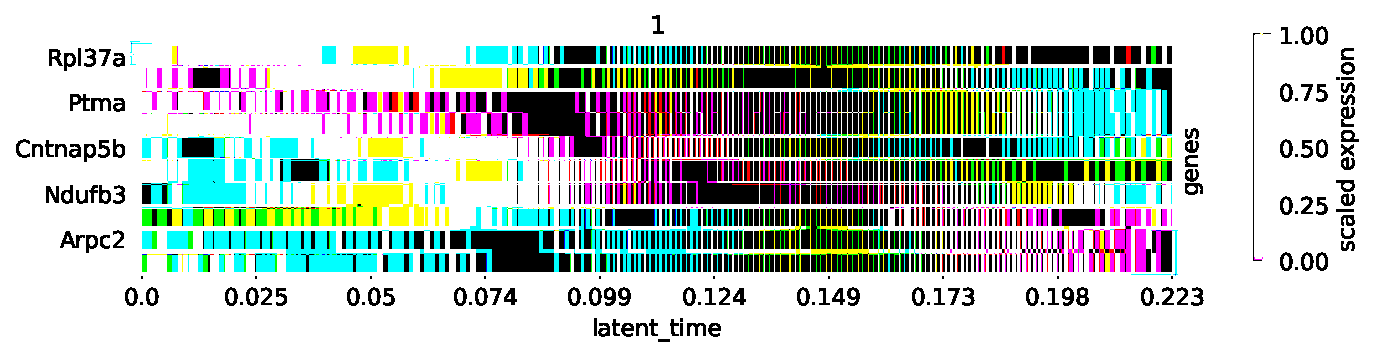 1
Rpl37a
Ptma
Cntnap5b
Ndufb3
Arpc2
genes
0.0 0.025 0.05 0.074 0.099 0.124 0.149 0.173 0.198 0.223
latent_time
1.00
0.75
0.50
0.25
0.00
scaled expression